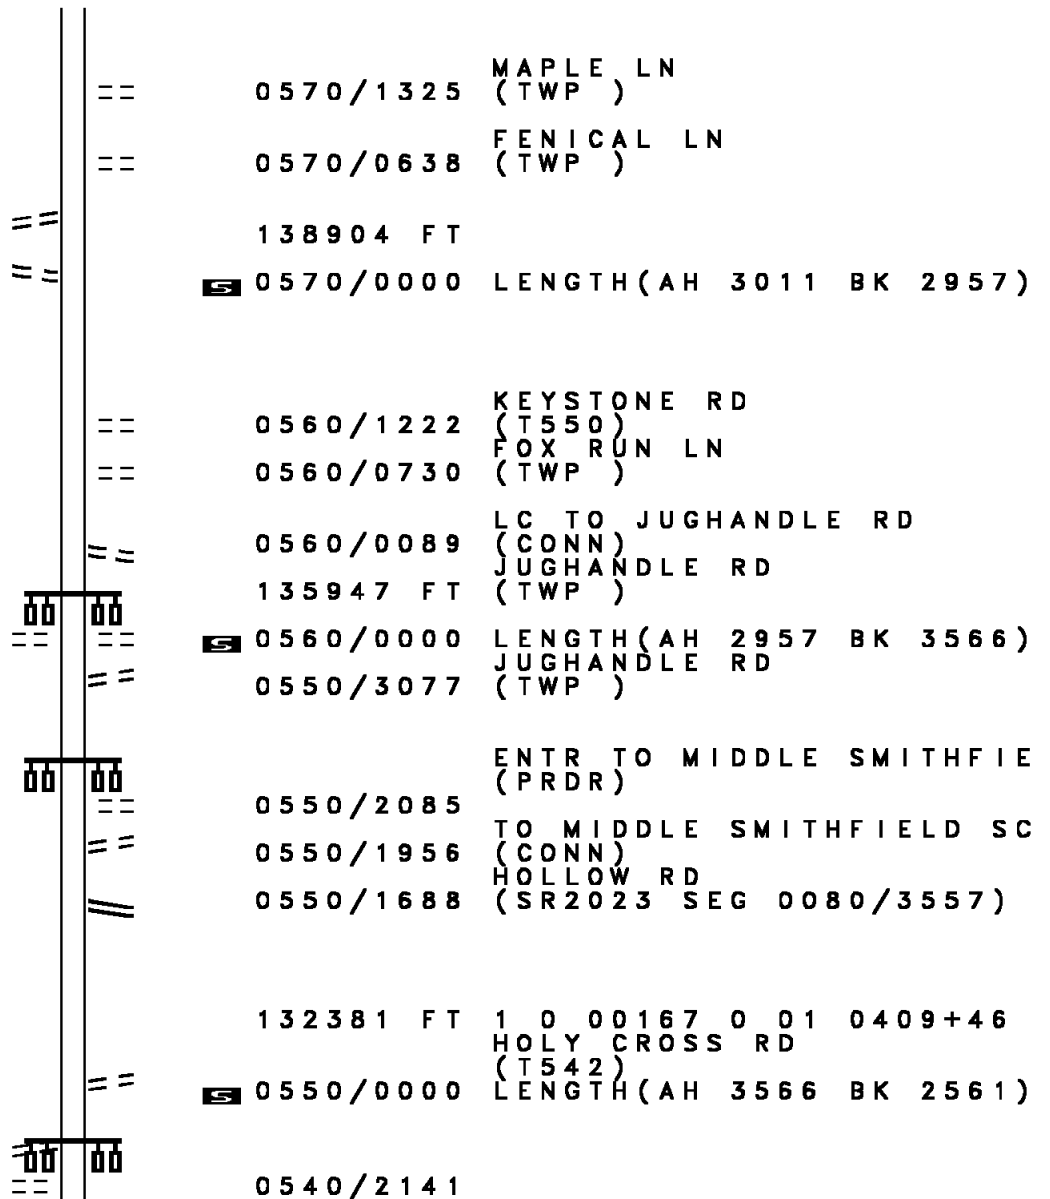 MAPLE LN
0570/1325 (TWP )
FENICAL LN
0570/0638 (TWP )
138904 FT
S 0570/0000 LENGTH(AH 3011 BK 2957)
KEYSTONE RD
0560/1222 (T550)
FOX RUN LN
0560/0730 (TWP )
LC TO JUGHANDLE RD
0560/0089 (CONN)
JUGHANDLE RD
135947 FT (TWP )
S 0560/0000 LENGTH(AH 2957 BK 3566)
JUGHANDLE RD
0550/3077 (TWP )
ENTR TO MIDDLE SMITHFIE
(PRDR)
0550/2085
TO MIDDLE SMITHFIELD SC
0550/1956 (CONN)
HOLLOW RD
0550/1688 (SR2023 SEG 0080/3557)
132381 FT 1 0 00167 0 01 0409+46
HOLY CROSS RD
(T542)
S 0550/0000 LENGTH(AH 3566 BK 2561)
0540/2141